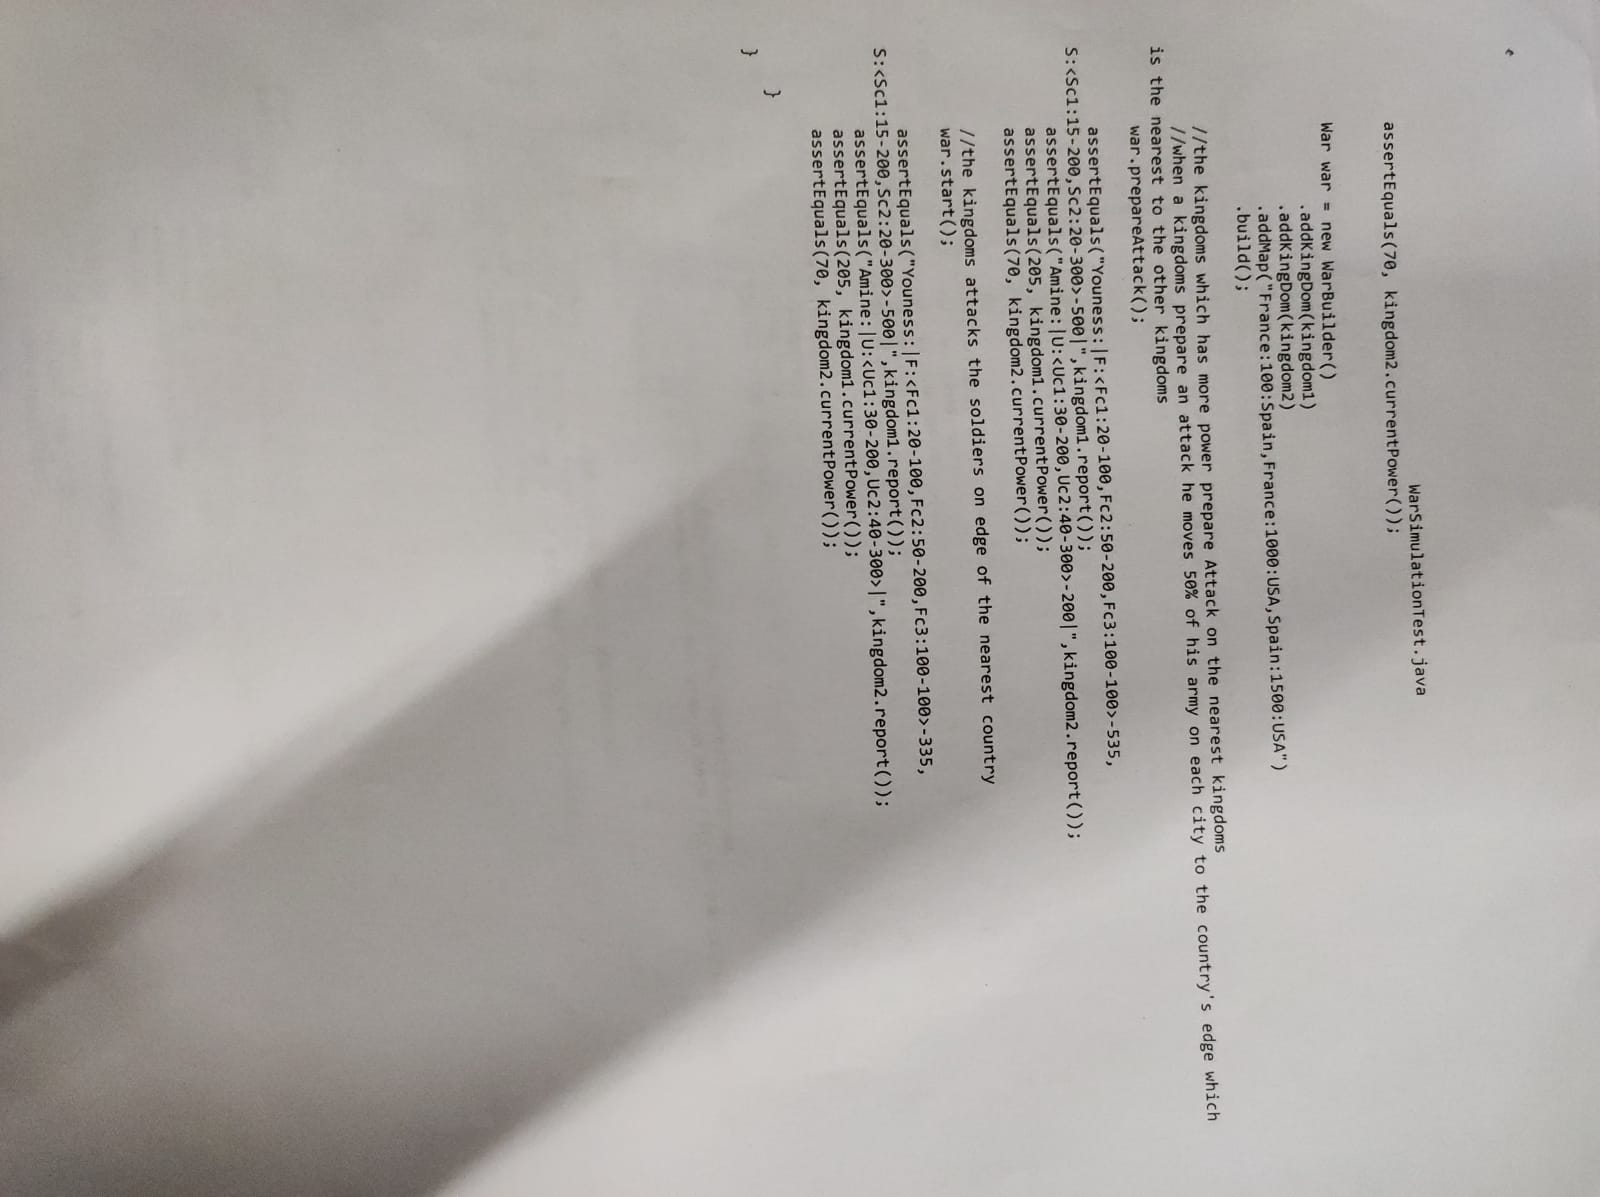 WarSimulationTest.java
assertEquals(70, kingdom2.currentPower());
War war = new WarBuilder()
.addKingDom(kingdom1)
.addKingDom(kingdom2)
.addMap("France:100:Spain,France:1000:USA,Spain:1500:USA")
.build();
//the kingdoms which has more power prepare Attack on the nearest kingdoms
//when a kingdoms prepare an attack he moves 50% of his army on each city to the country's edge which
is the nearest to the other kingdoms
war.prepareAttack();
assertEquals("Youness:|F:<Fc1:20-100,Fc2:50-200,Fc3:100-100>-535,
S:<Sc1:15-200,Sc2:20-300>-500|",kingdom1.report());
assertEquals("Amine:|U:<Uc1:30-200,Uc2:40-300>-200|",kingdom2.report());
assertEquals(205, kingdom1.currentPower());
assertEquals(70, kingdom2.currentPower());
//the kingdoms attacks the soldiers on edge of the nearest country
war.start();
assertEquals("Youness:|F:<Fc1:20-100,Fc2:50-200,Fc3:100-100>-335,
S:<Sc1:15-200,Sc2:20-300>-500|",kingdom1.report());
assertEquals("Amine:|U:<Uc1:30-200,Uc2:40-300>|",kingdom2.report());
assertEquals(205, kingdom1.currentPower());
assertEquals(70, kingdom2.currentPower());
}
}